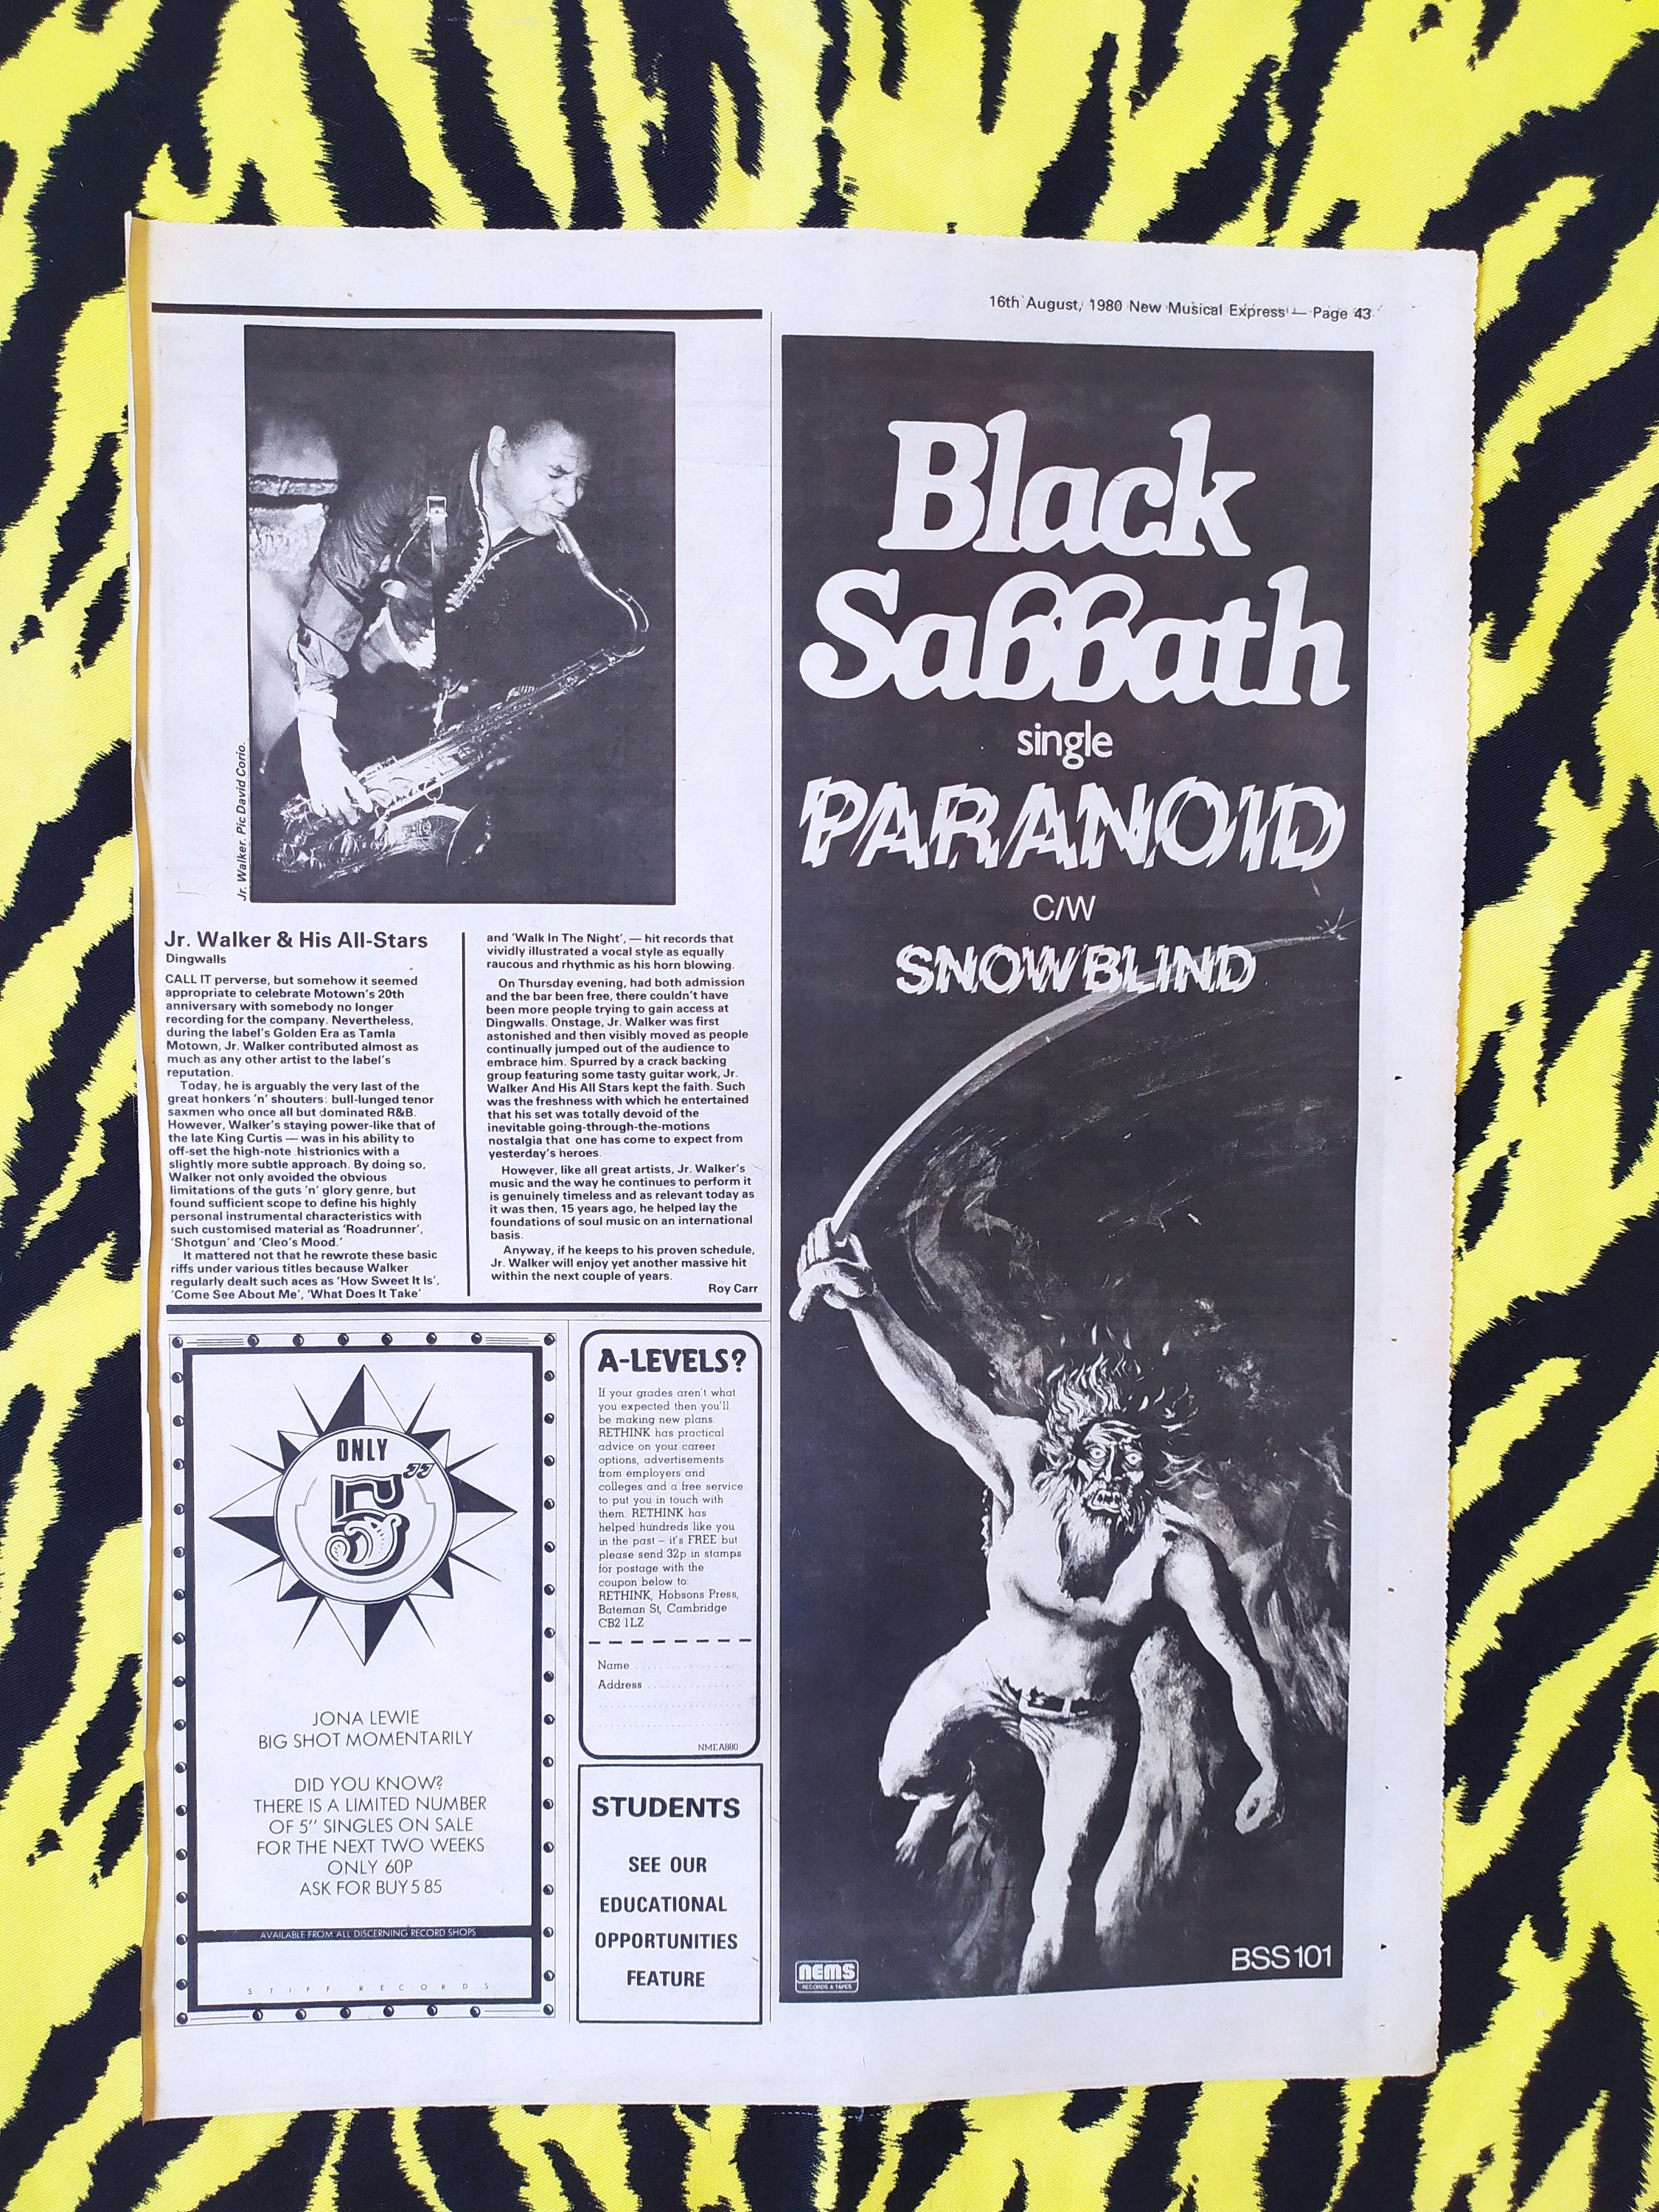 16th August, 1980 New Musical Express — Page 43
Jr. Walker. Pic David Corio.
Jr. Walker & His All-Stars
Dingwalls
CALL IT perverse, but somehow it seemed
appropriate to celebrate Motown's 20th
anniversary with somebody no longer
recording for the company. Nevertheless,
during the label's Golden Era as Tamla
Motown, Jr. Walker contributed almost as
much as any other artist to the label's
reputation.
Today, he is arguably the very last of the
great honkers 'n' shouters: bull-lunged tenor
saxmen who once all but dominated R&B.
However, Walker's staying power-like that of
the late King Curtis — was in his ability to
off-set the high-note histrionics with a
slightly more subtle approach. By doing so,
Walker not only avoided the obvious
limitations of the guts 'n' glory genre, but
found sufficient scope to define his highly
personal instrumental characteristics with
such customised material as 'Roadrunner',
'Shotgun' and 'Cleo's Mood.'
It mattered not that he rewrote these basic
riffs under various titles because Walker
regularly dealt such aces as 'How Sweet It Is',
'Come See About Me', 'What Does It Take'
and 'Walk In The Night', — hit records that
vividly illustrated a vocal style as equally
raucous and rhythmic as his horn blowing.
On Thursday evening, had both admission
and the bar been free, there couldn't have
been more people trying to gain access at
Dingwalls. Onstage, Jr. Walker was first
astonished and then visibly moved as people
continually jumped out of the audience to
embrace him. Spurred by a crack backing
group featuring some tasty guitar work, Jr.
Walker And His All Stars kept the faith. Such
was the freshness with which he entertained
that his set was totally devoid of the
inevitable going-through-the-motions
nostalgia that one has come to expect from
yesterday's heroes.
However, like all great artists, Jr. Walker's
music and the way he continues to perform it
is genuinely timeless and as relevant today as
it was then, 15 years ago, he helped lay the
foundations of soul music on an international
basis.
Anyway, if he keeps to his proven schedule,
Jr. Walker will enjoy yet another massive hit
within the next couple of years.
Roy Carr
ONLY
5"
JONA LEWIE
BIG SHOT MOMENTARILY
DID YOU KNOW?
THERE IS A LIMITED NUMBER
OF 5" SINGLES ON SALE
FOR THE NEXT TWO WEEKS
ONLY 60P
ASK FOR BUY5 85
AVAILABLE FROM ALL DISCERNING RECORD SHOPS
STIFF RECORDS
A-LEVELS?
If your grades aren't what
you expected then you'll
be making new plans.
RETHINK has practical
advice on your career
options, advertisements
from employers and
colleges and a free service
to put you in touch with
them. RETHINK has
helped hundreds like you
in the past – it's FREE but
please send 32p in stamps
for postage with the
coupon below to:
RETHINK, Hobsons Press,
Bateman St, Cambridge
CB2 1LZ
Name
Address
NMEA880
STUDENTS
SEE OUR
EDUCATIONAL
OPPORTUNITIES
FEATURE
Black
Sabbath
single
PARANOID
C/W
SNOWBLIND
nems
RECORDS & TAPES
BSS 101